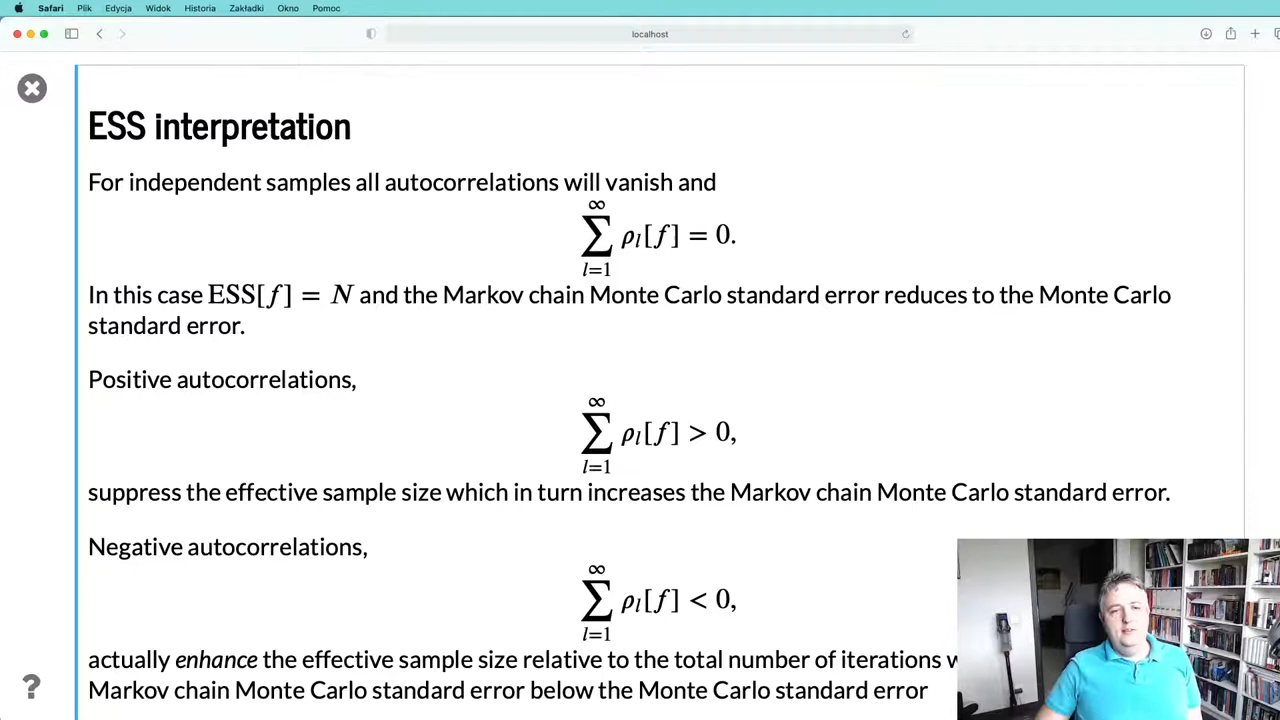 Safari Plik Edycja Widok Historia Zakładki Okno Pomoc
localhost
ESS interpretation
For independent samples all autocorrelations will vanish and
∞
∑ ρl[f] = 0.
l=1
In this case ESS[f] = N and the Markov chain Monte Carlo standard error reduces to the Monte Carlo
standard error.
Positive autocorrelations,
∞
∑ ρl[f] > 0,
l=1
suppress the effective sample size which in turn increases the Markov chain Monte Carlo standard error.
Negative autocorrelations,
∞
∑ ρl[f] < 0,
l=1
actually enhance the effective sample size relative to the total number of iterations
Markov chain Monte Carlo standard error below the Monte Carlo standard error
?